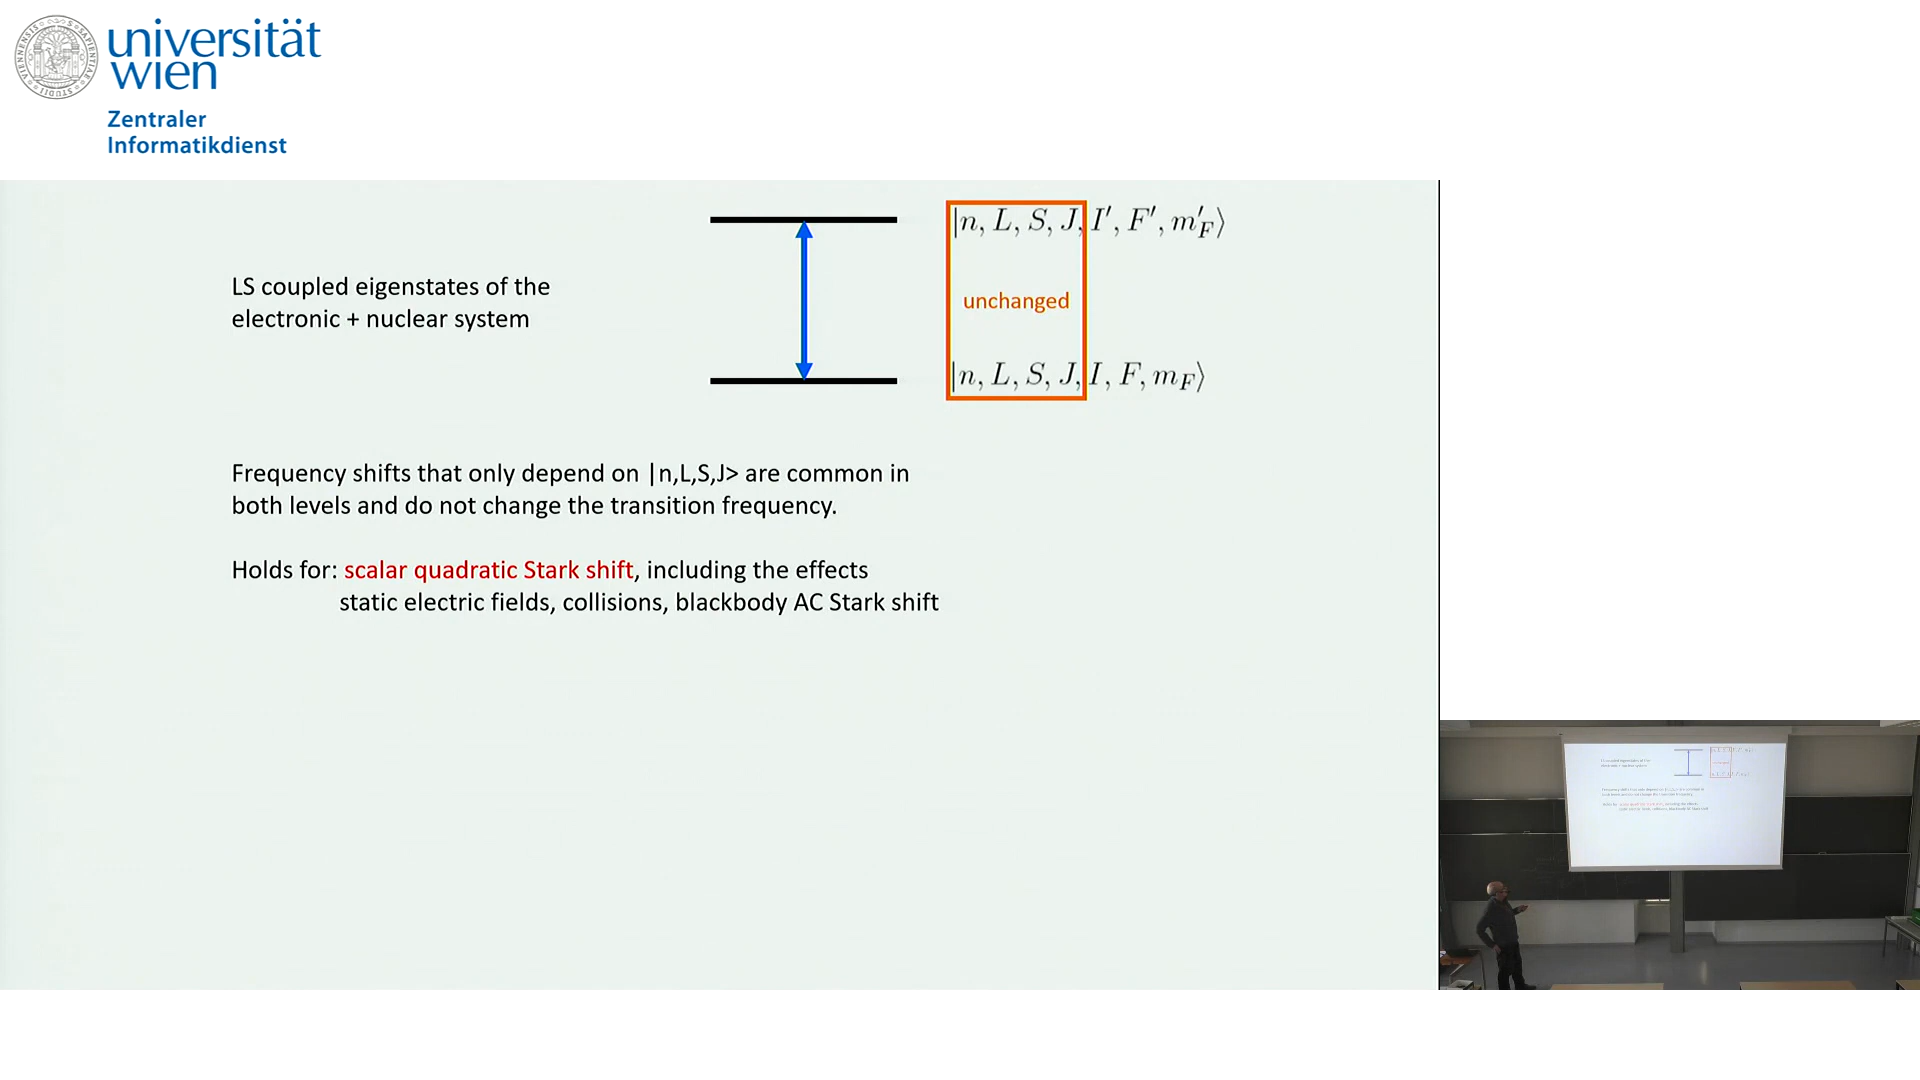 universität
wien
Zentraler
Informatikdienst
|n, L, S, J, I′, F′, m′_F⟩
LS coupled eigenstates of the
electronic + nuclear system
unchanged
|n, L, S, J, I, F, m_F⟩
Frequency shifts that only depend on |n,L,S,J> are common in
both levels and do not change the transition frequency.
Holds for: scalar quadratic Stark shift, including the effects
static electric fields, collisions, blackbody AC Stark shift